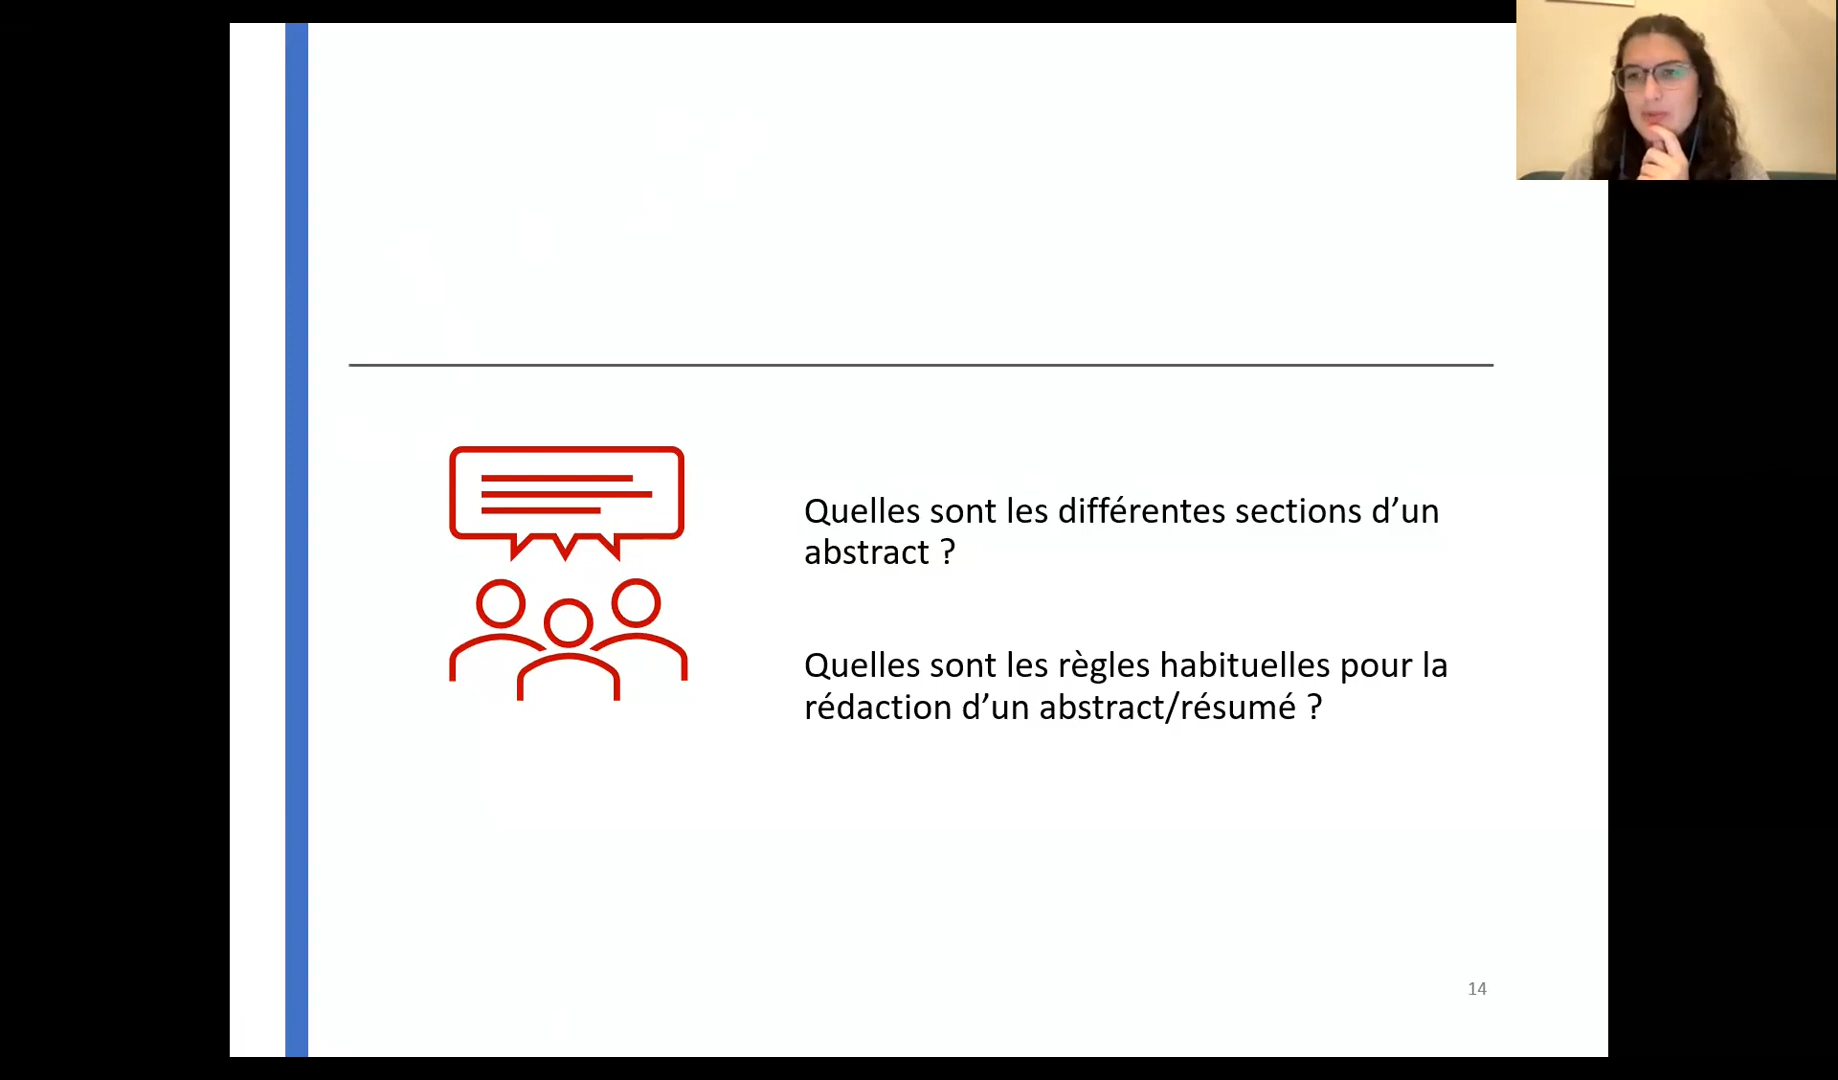 Quelles sont les différentes sections d’un
abstract ?
Quelles sont les règles habituelles pour la
rédaction d’un abstract/résumé ?
14